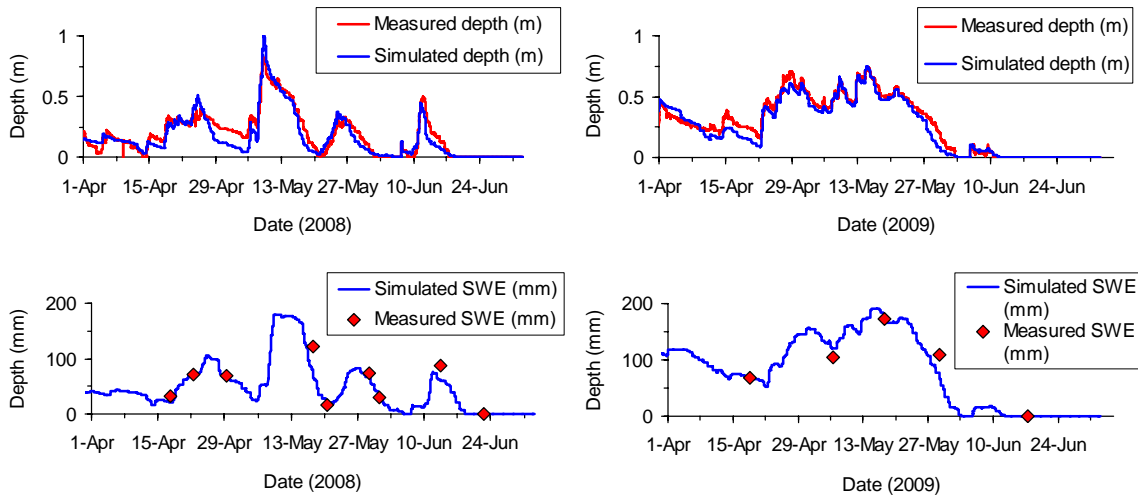 Measured depth (m)
Simulated depth (m)
1
0.5
0
Depth (m)
1-Apr 15-Apr 29-Apr 13-May 27-May 10-Jun 24-Jun
Date (2008)
Measured depth (m)
Simulated depth (m)
1
0.5
0
Depth (m)
1-Apr 15-Apr 29-Apr 13-May 27-May 10-Jun 24-Jun
Date (2009)
Simulated SWE (mm)
Measured SWE (mm)
200
100
0
Depth (mm)
1-Apr 15-Apr 29-Apr 13-May 27-May 10-Jun 24-Jun
Date (2008)
Simulated SWE
(mm)
Measured SWE
(mm)
200
100
0
Depth (mm)
1-Apr 15-Apr 29-Apr 13-May 27-May 10-Jun 24-Jun
Date (2009)